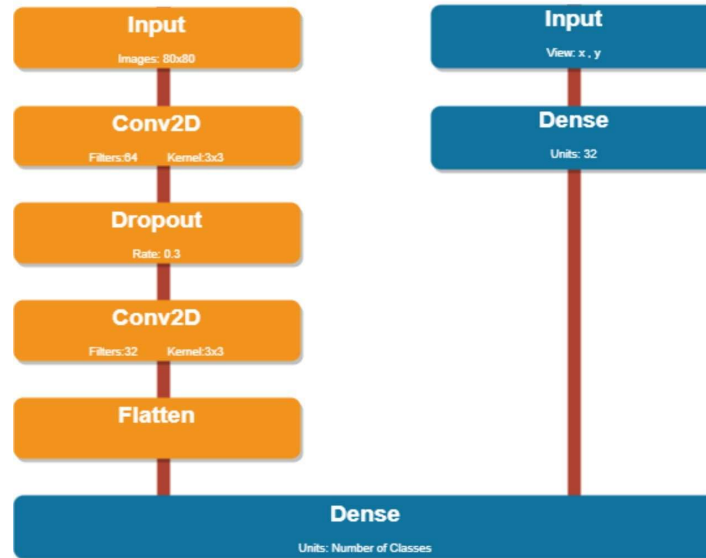 Input
Images: 80x80
Conv2D
Filters:64 Kernel:3x3
Dropout
Rate: 0.3
Conv2D
Filters:32 Kernel:3x3
Flatten
Input
View: x , y
Dense
Units: 32
Dense
Units: Number of Classes